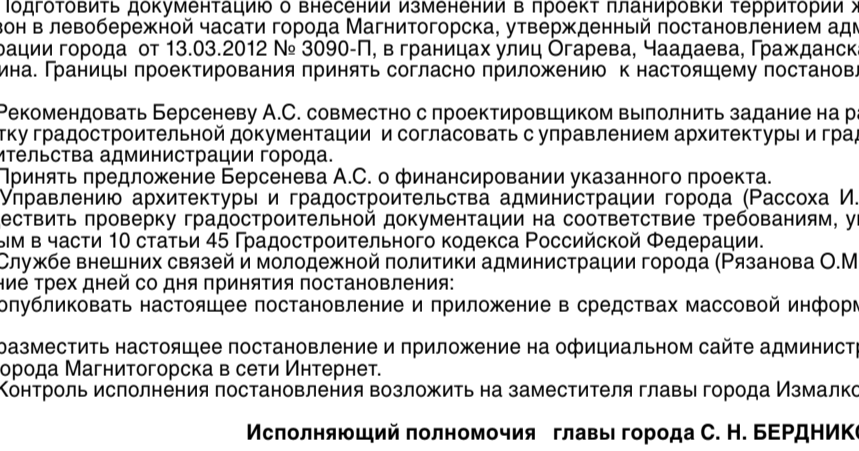 Подготовить документацию о внесении изменений в проект планировки территории ж
зон в левобережной часати города Магнитогорска, утвержденный постановлением адм
рации города от 13.03.2012 № 3090-П, в границах улиц Огарева, Чаадаева, Гражданска
ина. Границы проектирования принять согласно приложению к настоящему постановл
Рекомендовать Берсеневу А.С. совместно с проектировщиком выполнить задание на ра
тку градостроительной документации и согласовать с управлением архитектуры и град
ительства администрации города.
Принять предложение Берсенева А.С. о финансировании указанного проекта.
Управлению архитектуры и градостроительства администрации города (Рассоха И.
ествить проверку градостроительной документации на соответствие требованиям, у
ым в части 10 статьи 45 Градостроительного кодекса Российской Федерации.
Службе внешних связей и молодежной политики администрации города (Рязанова О.М
ние трех дней со дня принятия постановления:
опубликовать настоящее постановление и приложение в средствах массовой информ
разместить настоящее постановление и приложение на официальном сайте администр
орода Магнитогорска в сети Интернет.
Контроль исполнения постановления возложить на заместителя главы города Измалко
Исполняющий полномочия главы города С. Н. БЕРДНИКО